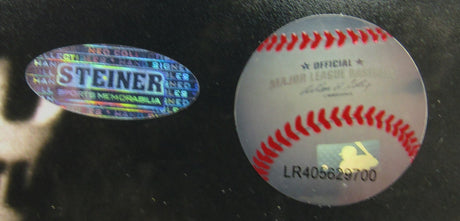 STEINER
SPORTS MEMORABILIA
OFFICIAL
MAJOR LEAGUE BASEBALL
LR405629700